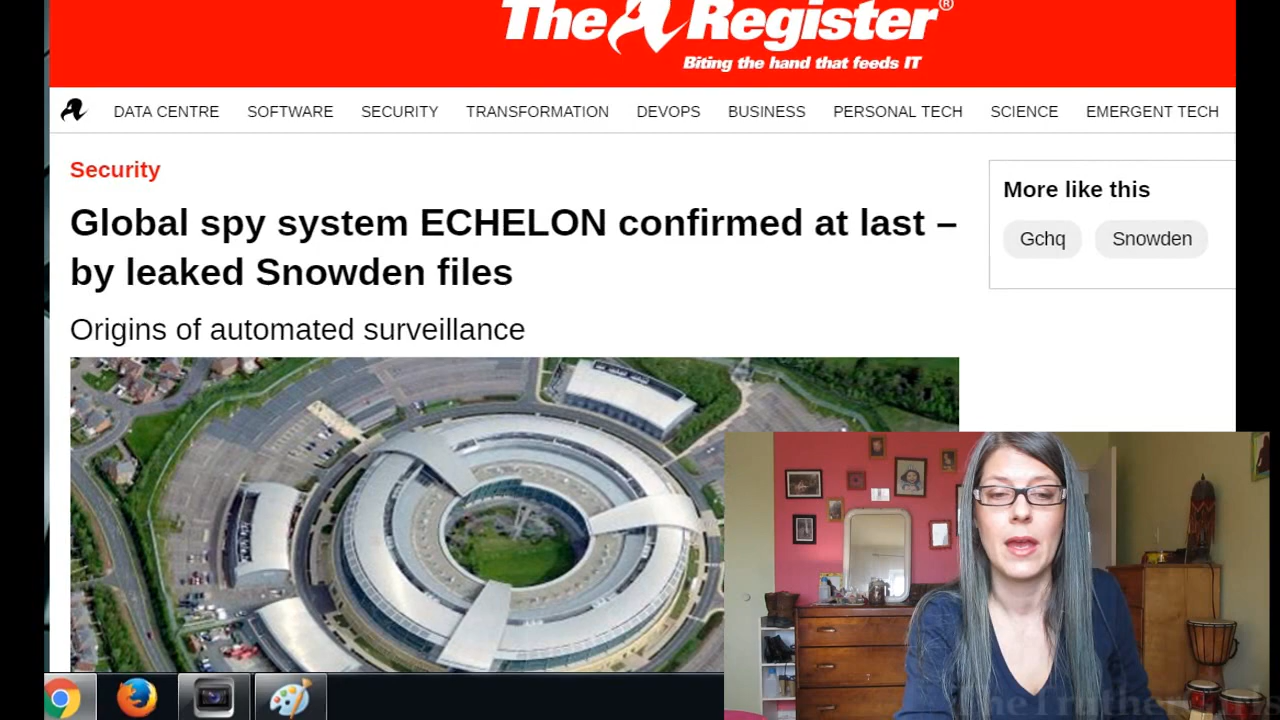 The Register®
Biting the hand that feeds IT
DATA CENTRE SOFTWARE SECURITY TRANSFORMATION DEVOPS BUSINESS PERSONAL TECH SCIENCE EMERGENT TECH
Security
Global spy system ECHELON confirmed at last –
by leaked Snowden files
Origins of automated surveillance
More like this
Gchq Snowden